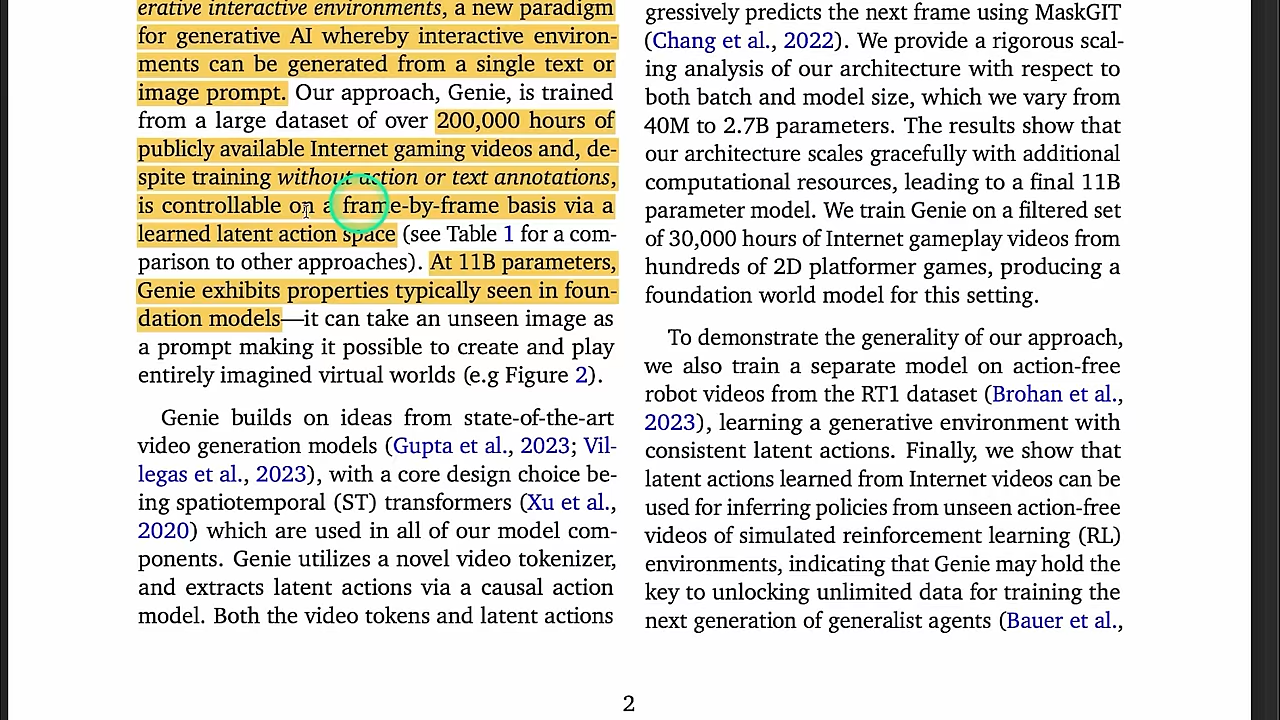 erative interactive environments, a new paradigm
for generative AI whereby interactive environ-
ments can be generated from a single text or
image prompt. Our approach, Genie, is trained
from a large dataset of over 200,000 hours of
publicly available Internet gaming videos and, de-
spite training without action or text annotations,
is controllable on a frame-by-frame basis via a
learned latent action space (see Table 1 for a com-
parison to other approaches). At 11B parameters,
Genie exhibits properties typically seen in foun-
dation models—it can take an unseen image as
a prompt making it possible to create and play
entirely imagined virtual worlds (e.g Figure 2).
Genie builds on ideas from state-of-the-art
video generation models (Gupta et al., 2023; Vil-
legas et al., 2023), with a core design choice be-
ing spatiotemporal (ST) transformers (Xu et al.,
2020) which are used in all of our model com-
ponents. Genie utilizes a novel video tokenizer,
and extracts latent actions via a causal action
model. Both the video tokens and latent actions
gressively predicts the next frame using MaskGIT
(Chang et al., 2022). We provide a rigorous scal-
ing analysis of our architecture with respect to
both batch and model size, which we vary from
40M to 2.7B parameters. The results show that
our architecture scales gracefully with additional
computational resources, leading to a final 11B
parameter model. We train Genie on a filtered set
of 30,000 hours of Internet gameplay videos from
hundreds of 2D platformer games, producing a
foundation world model for this setting.
To demonstrate the generality of our approach,
we also train a separate model on action-free
robot videos from the RT1 dataset (Brohan et al.,
2023), learning a generative environment with
consistent latent actions. Finally, we show that
latent actions learned from Internet videos can be
used for inferring policies from unseen action-free
videos of simulated reinforcement learning (RL)
environments, indicating that Genie may hold the
key to unlocking unlimited data for training the
next generation of generalist agents (Bauer et al.,
2